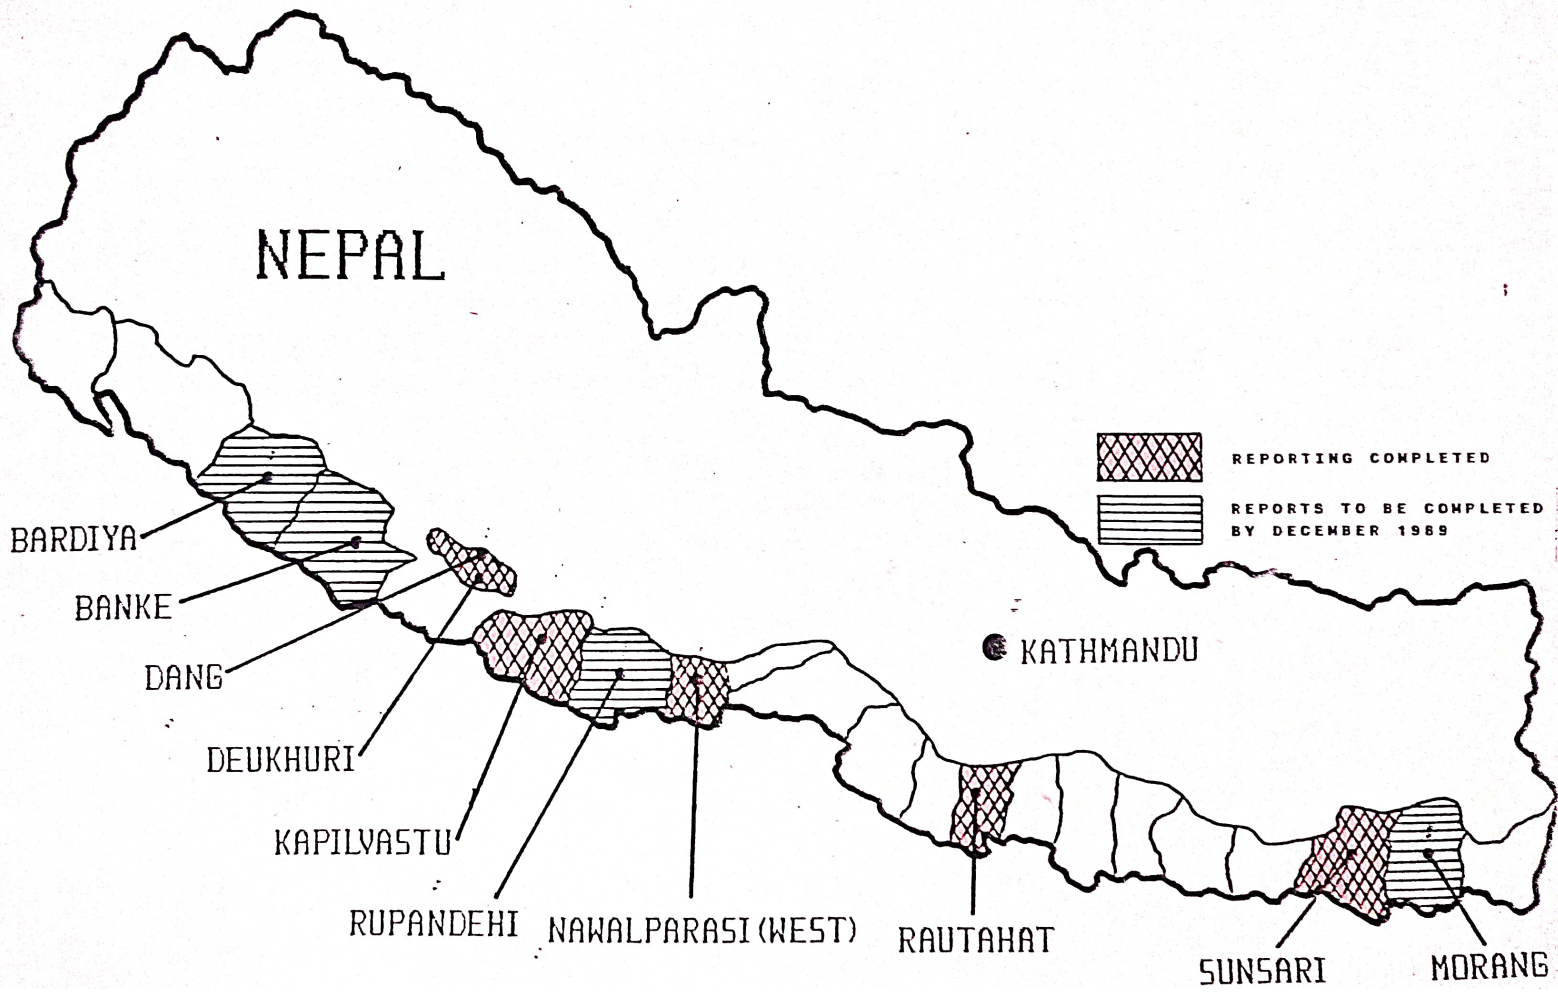 NEPAL
REPORTING COMPLETED
REPORTS TO BE COMPLETED
BY DECEMBER 1989
BARDIYA
BANKE
DANG
DEUKHURI
KAPILVASTU
RUPANDEHI
NAWALPARASI(WEST)
KATHMANDU
RAUTAHAT
SUNSARI
MORANG